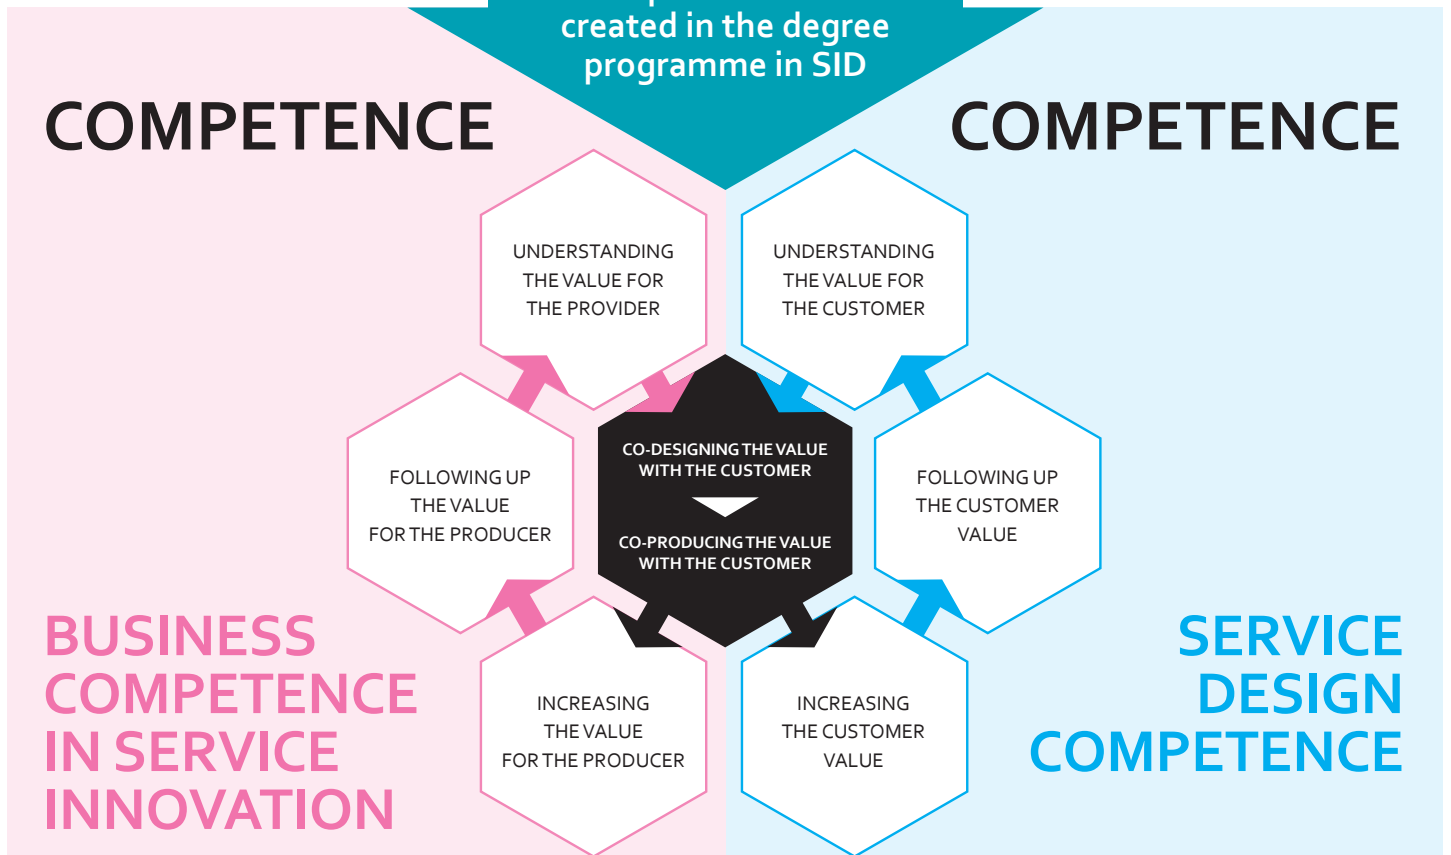 created in the degree
programme in SID
COMPETENCE
COMPETENCE
UNDERSTANDING
THE VALUE FOR
THE PROVIDER
UNDERSTANDING
THE VALUE FOR
THE CUSTOMER
CO-DESIGNING THE VALUE
WITH THE CUSTOMER
CO-PRODUCING THE VALUE
WITH THE CUSTOMER
FOLLOWING UP
THE VALUE
FOR THE PRODUCER
FOLLOWING UP
THE CUSTOMER
VALUE
BUSINESS
COMPETENCE
IN SERVICE
INNOVATION
SERVICE
DESIGN
COMPETENCE
INCREASING
THE VALUE
FOR THE PRODUCER
INCREASING
THE CUSTOMER
VALUE